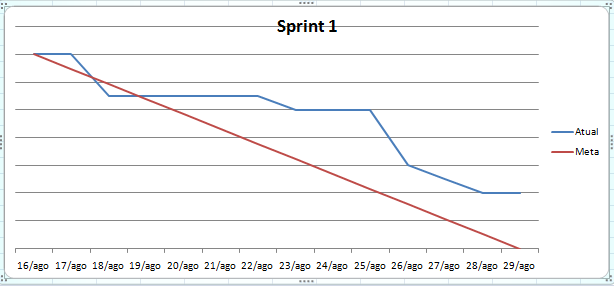 Sprint 1
Atual
Meta
16/ago 17/ago 18/ago 19/ago 20/ago 21/ago 22/ago 23/ago 24/ago 25/ago 26/ago 27/ago 28/ago 29/ago